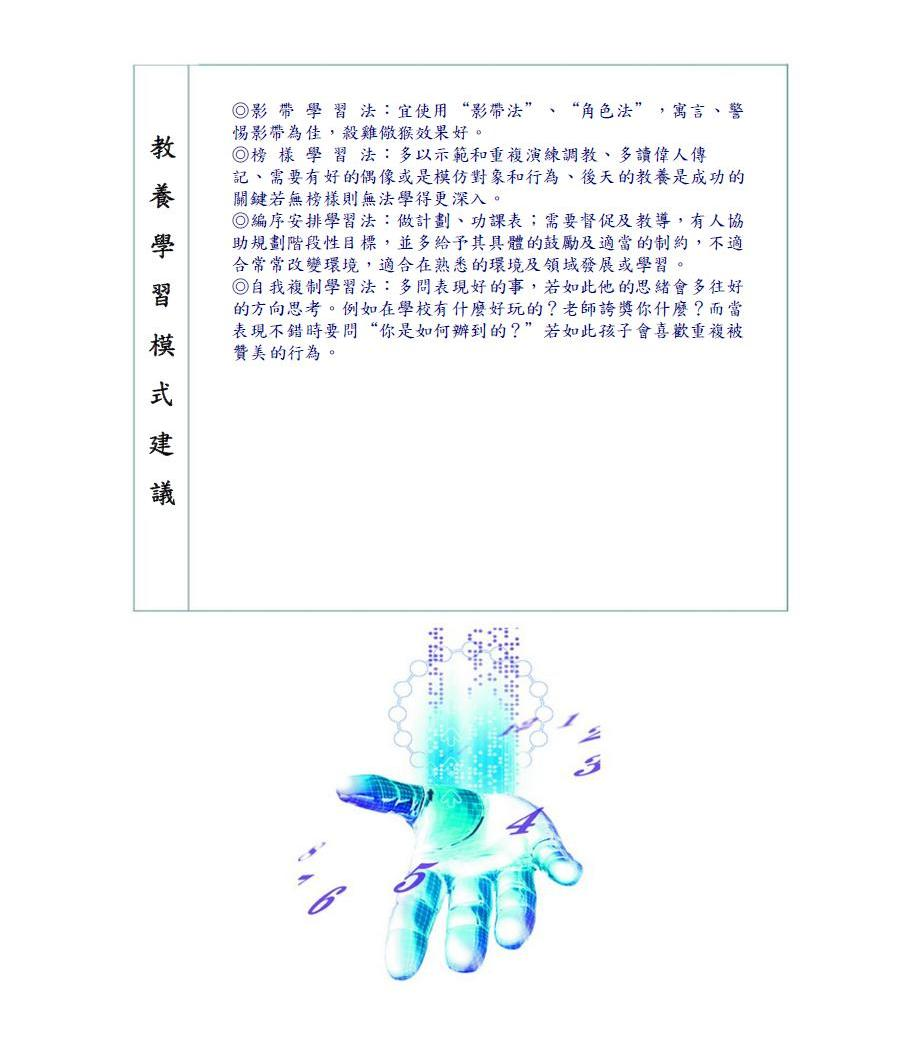 教養學習模式建議
◎影 帶 學 習 法：宜使用“影帶法”、“角色法”，寓言、警
惕影帶為佳，殺雞儆猴效果好。
◎榜 樣 學 習 法：多以示範和重複演練調教、多讀偉人傳
記、需要有好的偶像或是模仿對象和行為、後天的教養是成功的
關鍵若無榜樣則無法學得更深入。
◎編序安排學習法：做計劃、功課表；需要督促及教導，有人協
助規劃階段性目標，並多給予其具體的鼓勵及適當的制約，不適
合常常改變環境，適合在熟悉的環境及領域發展或學習。
◎自我複制學習法：多問表現好的事，若如此他的思緒會多往好
的方向思考。例如在學校有什麼好玩的？老師誇獎你什麼？而當
表現不錯時要問“你是如何辦到的？”若如此孩子會喜歡重複被
贊美的行為。
12
1
2
3
4
5
6
7
8